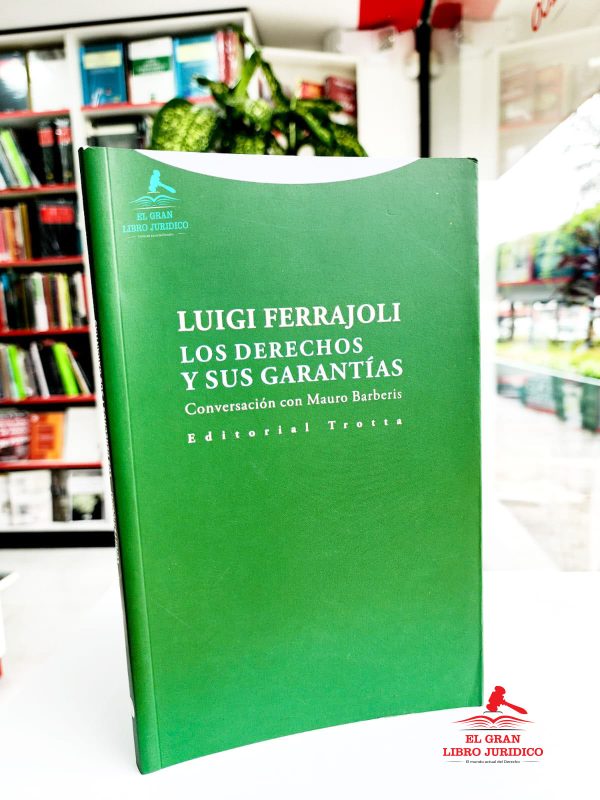 EL GRAN
LIBRO JURIDICO
LUIGI FERRAJOLI
LOS DERECHOS
Y SUS GARANTÍAS
Conversación con Mauro Barberis
Editorial Trotta
EL GRAN
LIBRO JURIDICO
El mundo actual del Derecho